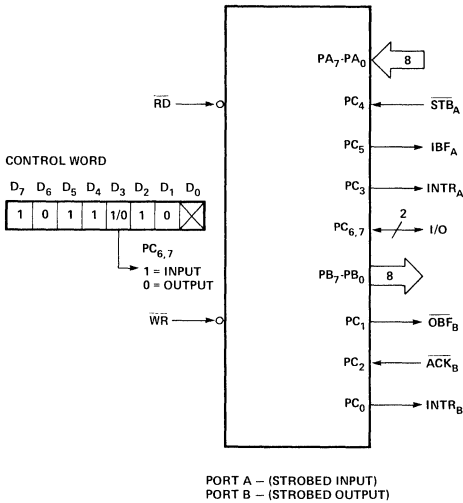 PA7-PA0
8
RD
PC4
STBA
PC5
IBFA
CONTROL WORD
D7 D6 D5 D4 D3 D2 D1 D0
1 0 1 1 1/0 1 0
PC3
INTRA
PC6,7
2
I/O
PC6,7
1 = INPUT
0 = OUTPUT
PB7-PB0
8
WR
PC1
OBFB
PC2
ACKB
PC0
INTRB
PORT A – (STROBED INPUT)
PORT B – (STROBED OUTPUT)